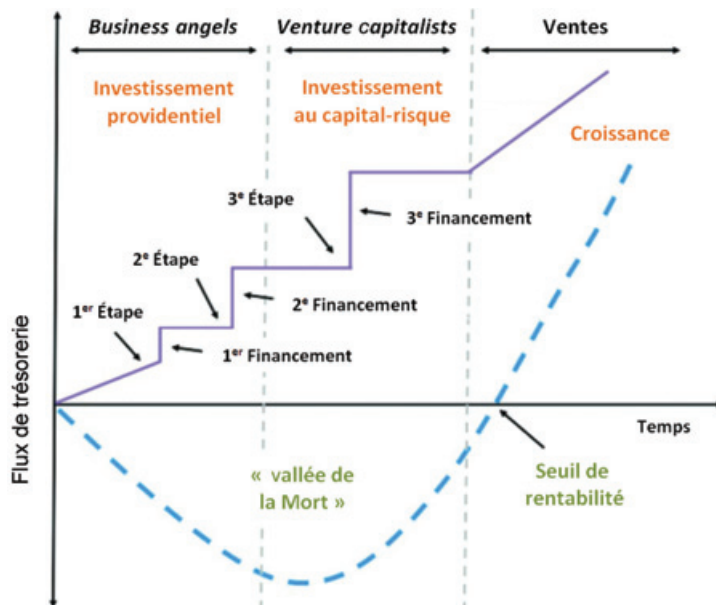 Business angels
Venture capitalists
Ventes
Investissement
providentiel
Investissement
au capital-risque
Croissance
3e Étape
3e Financement
2e Étape
2e Financement
1er Étape
1er Financement
Flux de trésorerie
Temps
« vallée de
la Mort »
Seuil de
rentabilité